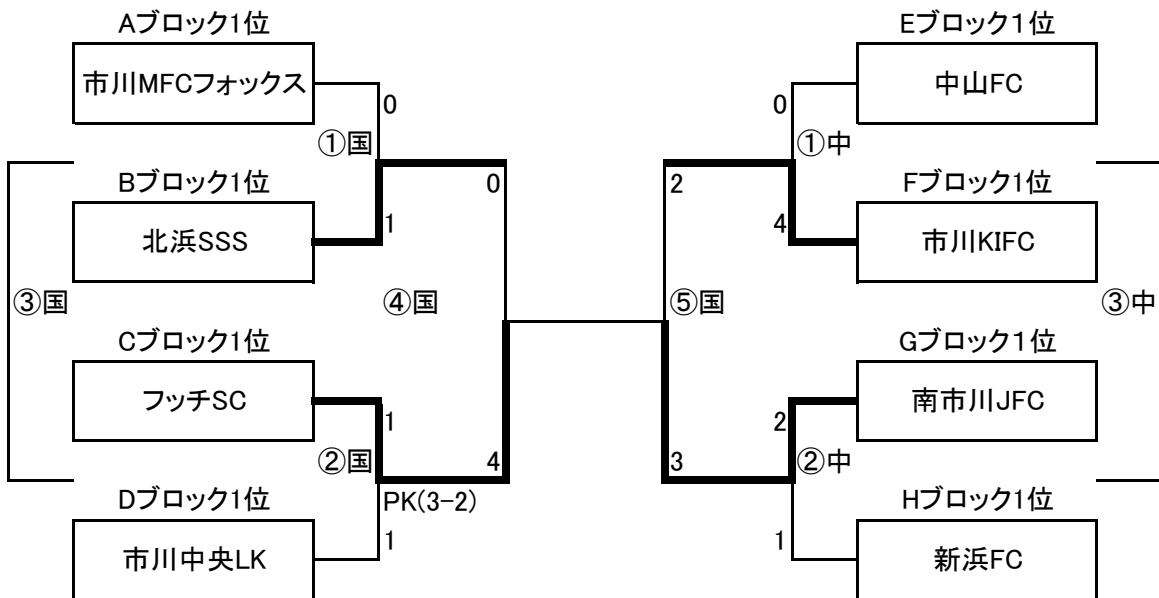 Aブロック1位
市川MFCフォックス
0
①国
Bブロック1位
北浜SSS
1
0
③国
④国
Cブロック1位
フッチSC
1
②国
4
Dブロック1位
PK(3-2)
市川中央LK
1
Eブロック1位
中山FC
0
①中
Fブロック1位
市川KIFC
2
4
⑤国
③中
Gブロック1位
南市川JFC
2
3
②中
Hブロック1位
新浜FC
1